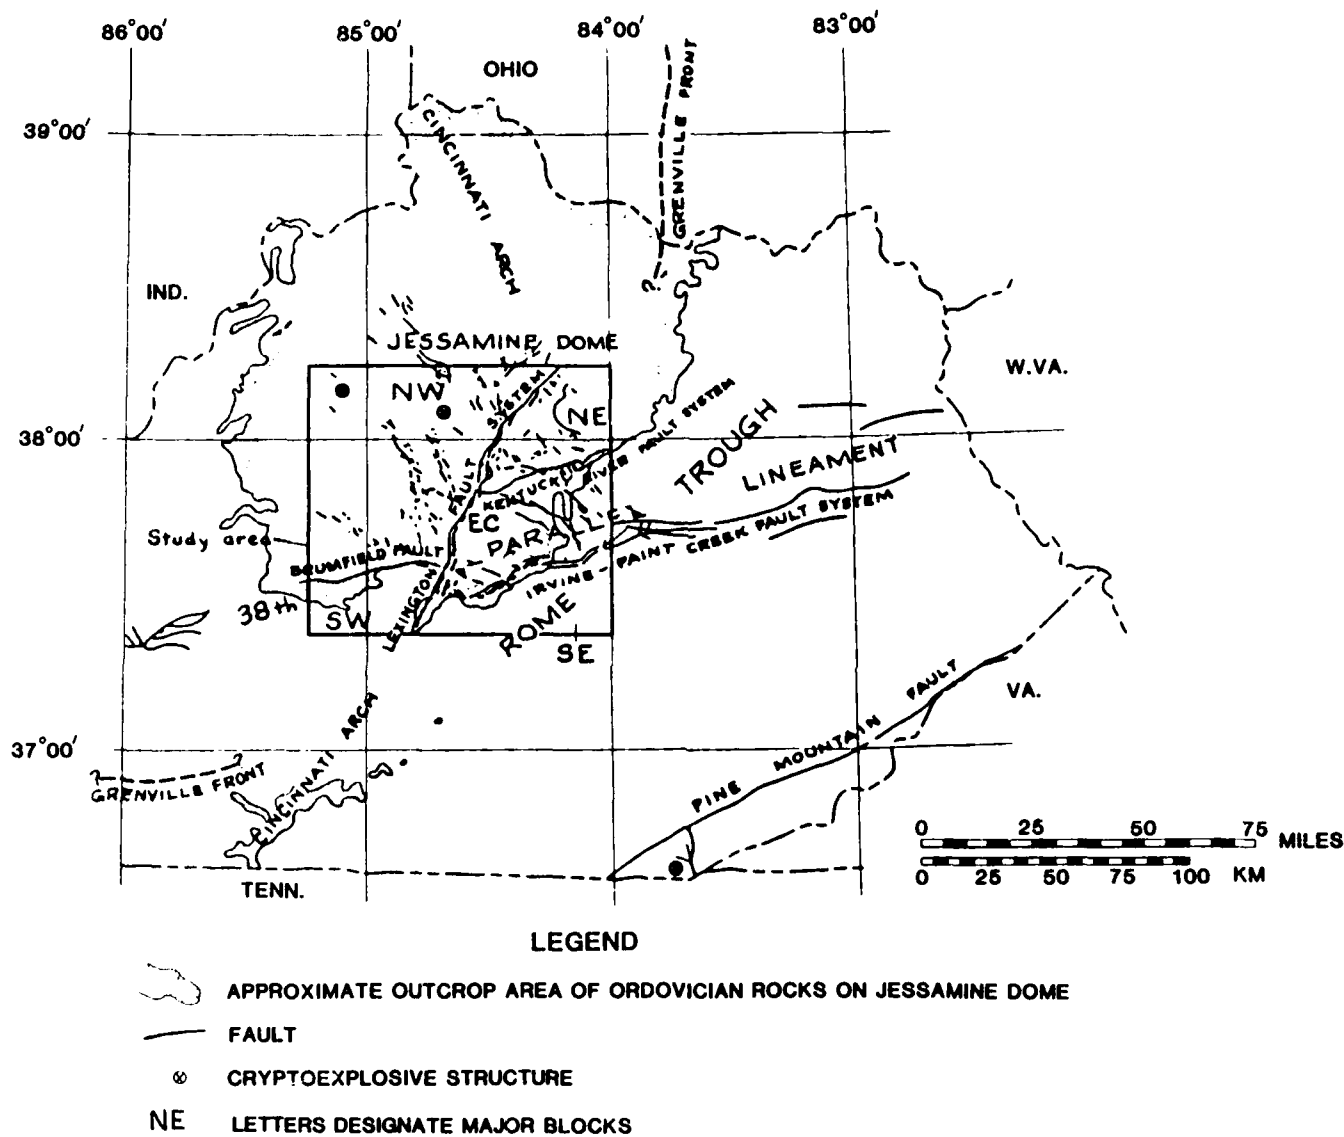 86°00' 85°00' 84°00' 83°00'
OHIO
GRENVILLE FRONT
39°00'
CINCINNATI ARCH
?
IND.
JESSAMINE DOME
W.VA.
NW
NE
38°00'
LEXINGTON FAULT SYSTEM
KENTUCKY RIVER FAULT SYSTEM
EC
38th PARALLEL LINEAMENT
ROME TROUGH
Study area
BRUMFIELD FAULT
IRVINE - PAINT CREEK FAULT SYSTEM
SW
SE
VA.
PINE MOUNTAIN FAULT
37°00'
? ?
GRENVILLE FRONT
CINCINNATI ARCH
TENN.
0 25 50 75 MILES
0 25 50 75 100 KM
LEGEND
APPROXIMATE OUTCROP AREA OF ORDOVICIAN ROCKS ON JESSAMINE DOME
FAULT
CRYPTOEXPLOSIVE STRUCTURE
NE LETTERS DESIGNATE MAJOR BLOCKS